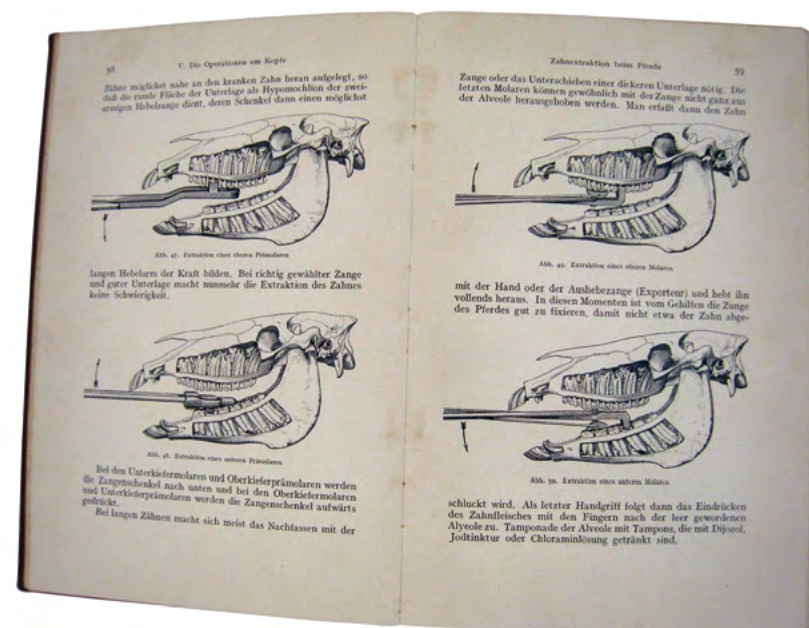 58
V. Die Operationen am Kopfe
Zähne möglichst nahe an den kranken Zahn heran aufgelegt, so
daß die runde Fläche der Unterlage als Hypomochlion der zwei-
armigen Hebelzange dient, deren Schenkel dann einen möglichst
Abb. 47. Extraktion eines oberen Prämolaren
langen Hebelarm der Kraft bilden. Bei richtig gewählter Zange
und guter Unterlage macht nunmehr die Extraktion des Zahnes
keine Schwierigkeit.
Abb. 48. Extraktion eines unteren Prämolaren
Bei den Unterkiefermolaren und Oberkieferprämolaren werden
die Zangenschenkel nach unten und bei den Oberkiefermolaren
und Unterkieferprämolaren werden die Zangenschenkel aufwärts
gedrückt.
Bei langen Zähnen macht sich meist das Nachfassen mit der
Zahnextraktion beim Pferde
59
Zange oder das Unterschieben einer dickeren Unterlage nötig. Die
letzten Molaren können gewöhnlich mit der Zange nicht ganz aus
der Alveole herausgehoben werden. Man erfaßt dann den Zahn
Abb. 49. Extraktion eines oberen Molaren
mit der Hand oder der Aushebezange (Exporteur) und hebt ihn
vollends heraus. In diesen Momenten ist vom Gehilfen die Zunge
des Pferdes gut zu fixieren, damit nicht etwa der Zahn abge-
Abb. 50. Extraktion eines unteren Molaren
schluckt wird. Als letzter Handgriff folgt dann das Eindrücken
des Zahnfleisches mit den Fingern nach der leer gewordenen
Alveole zu. Tamponade der Alveole mit Tampons, die mit Dijozol,
Jodtinktur oder Chloraminlösung getränkt sind.